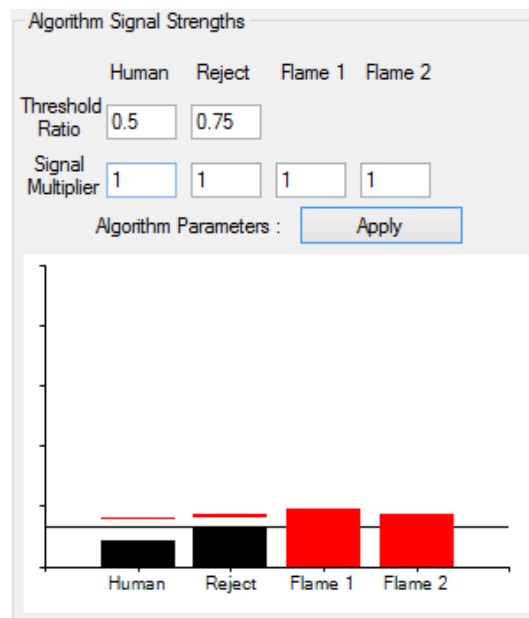 Algorithm Signal Strengths
Human Reject Flame 1 Flame 2
Threshold
Ratio 0.5 0.75
Signal
Multiplier 1 1 1 1
Algorithm Parameters : Apply
Human Reject Flame 1 Flame 2